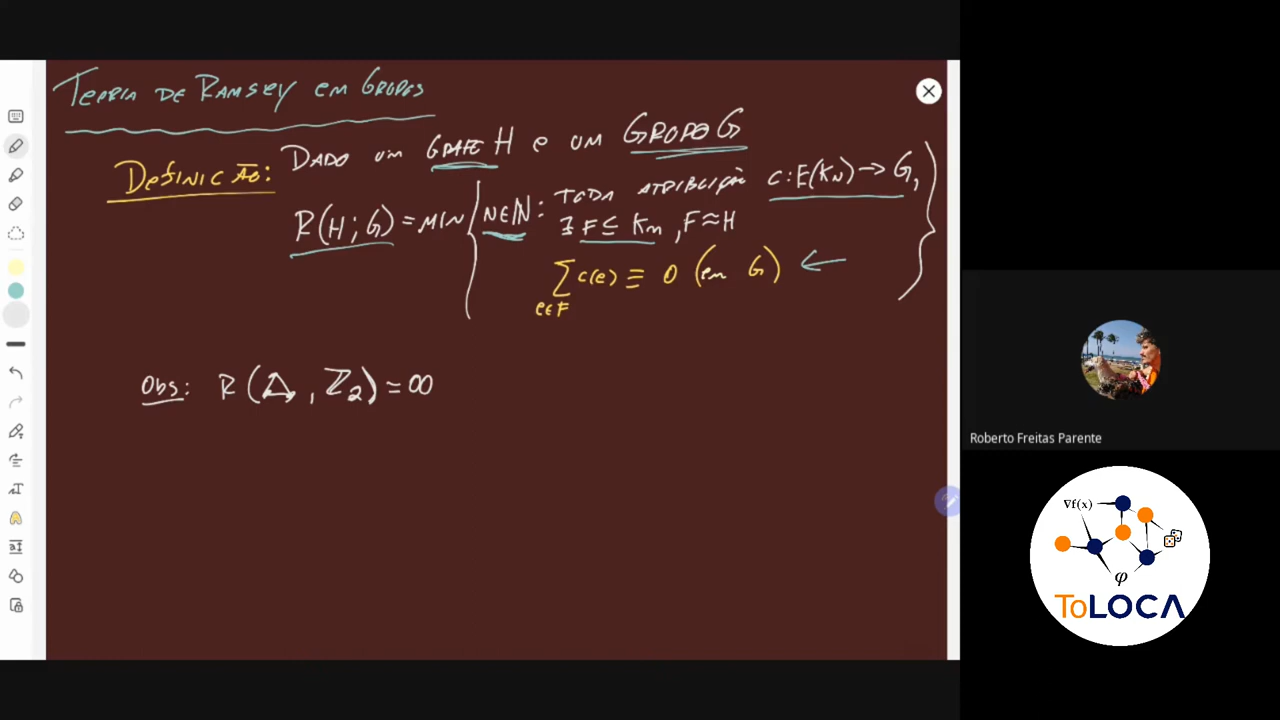 Teoria de Ramsey em Grupos
Definição: Dado um grafo H e um Grupo G
R(H; G) = min { N∈ℕ: toda atribuição c: E(Kn) → G,
∃ F ⊆ Kn, F ≈ H
∑ c(e) ≡ 0 (em G) ←
e∈F
Obs: R(△, ℤ2) = ∞
Roberto Freitas Parente
∇f(x)
φ
ToLOCA